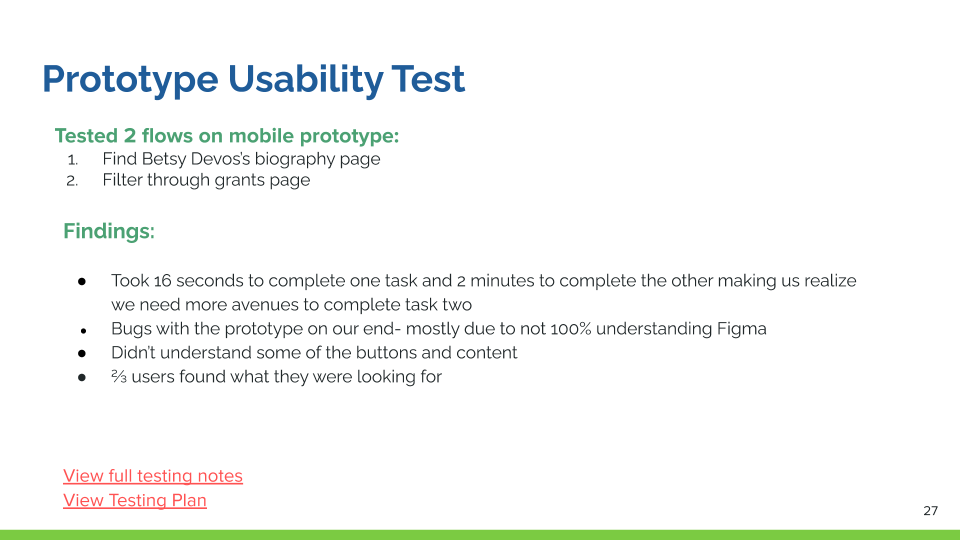 Prototype Usability Test
Tested 2 flows on mobile prototype:
1. Find Betsy Devos's biography page
2. Filter through grants page
Findings:
● Took 16 seconds to complete one task and 2 minutes to complete the other making us realize
we need more avenues to complete task two
● Bugs with the prototype on our end- mostly due to not 100% understanding Figma
● Didn't understand some of the buttons and content
● ⅔ users found what they were looking for
View full testing notes
View Testing Plan
27